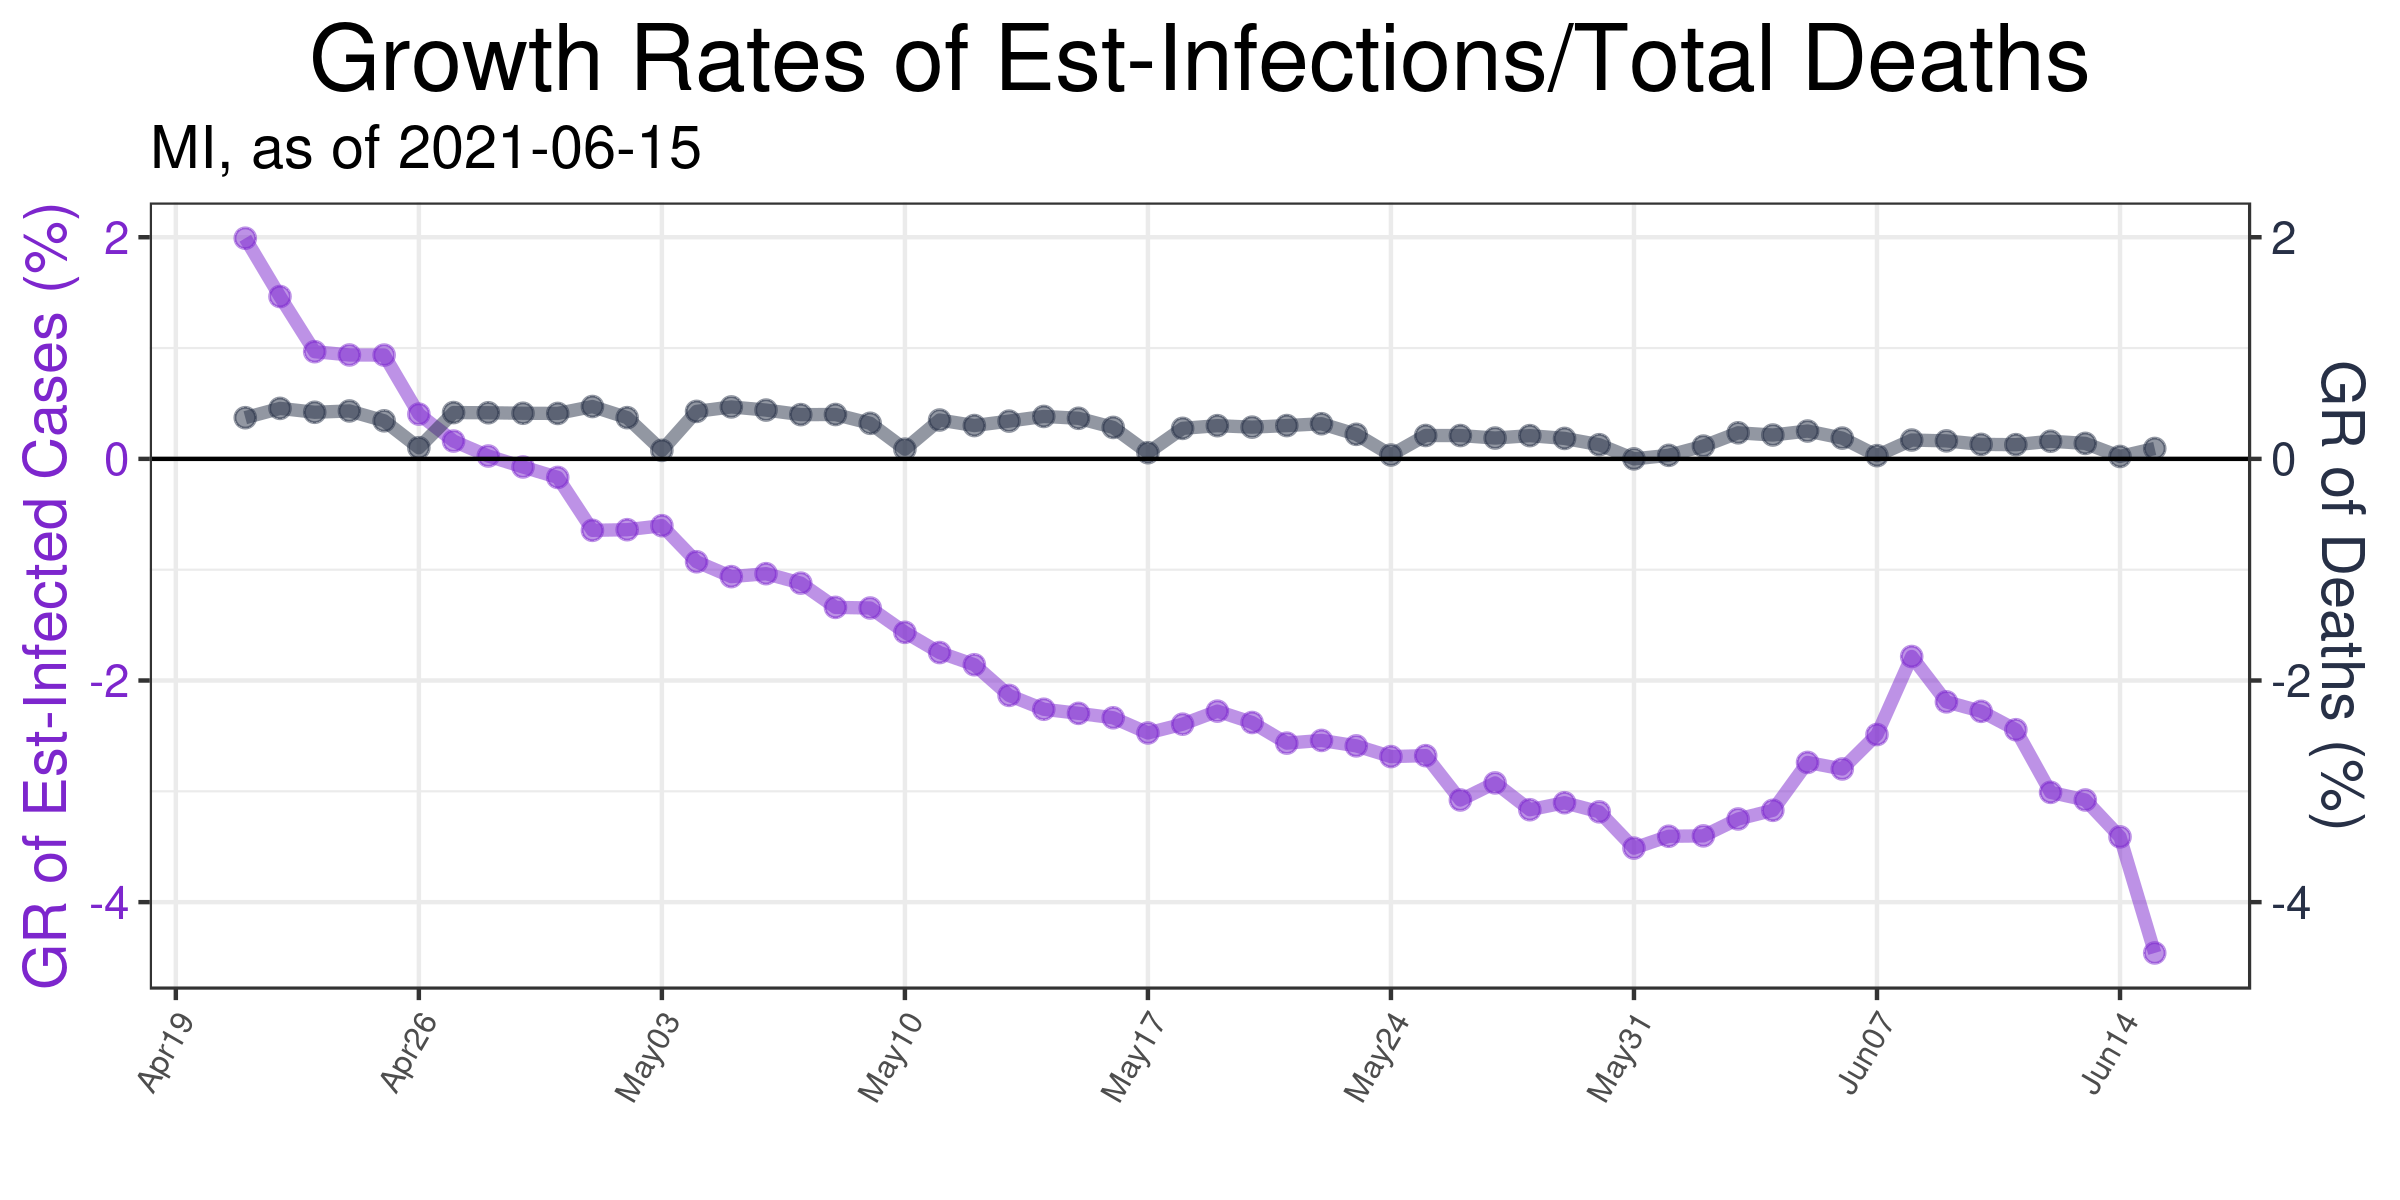 Growth Rates of Est-Infections/Total Deaths
MI, as of 2021-06-15
GR of Est-Infected Cases (%)
2
0
-2
-4
2
0
-2
-4
GR of Deaths (%)
Apr19
Apr26
May03
May10
May17
May24
May31
Jun07
Jun14